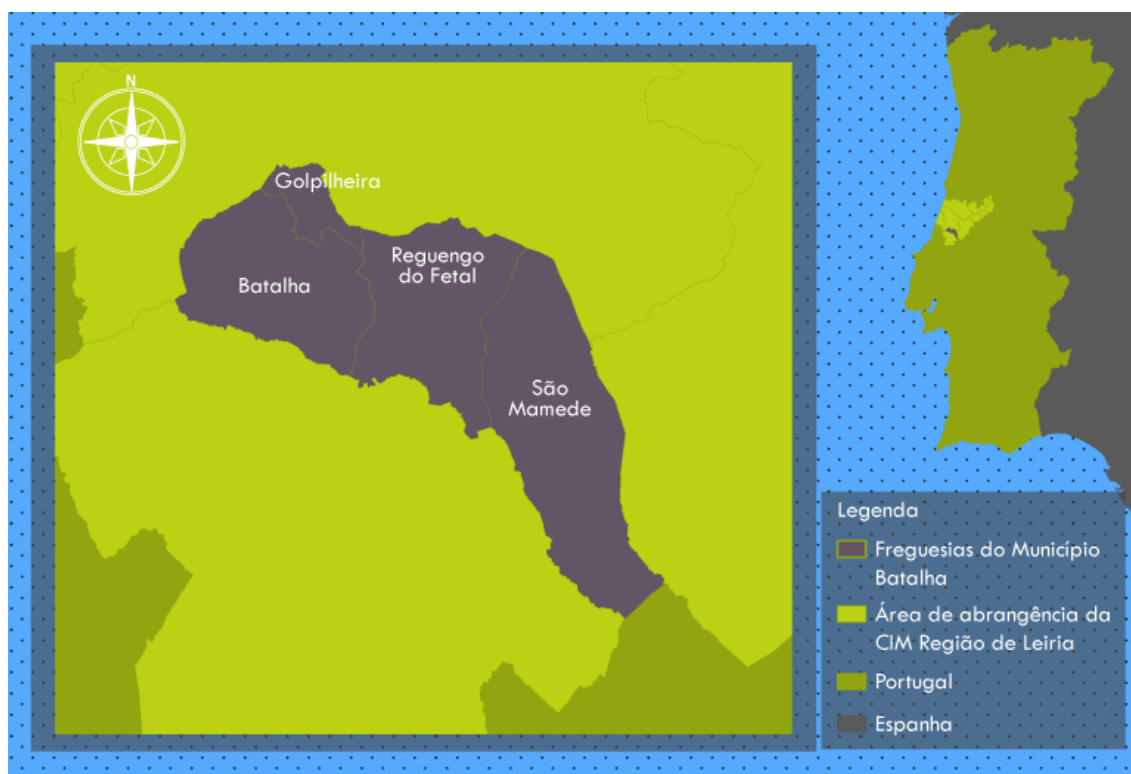 N
Golpilheira
Reguengo
do Fetal
Batalha
São
Mamede
Legenda
Freguesias do Município
Batalha
Área de abrangência da
CIM Região de Leiria
Portugal
Espanha